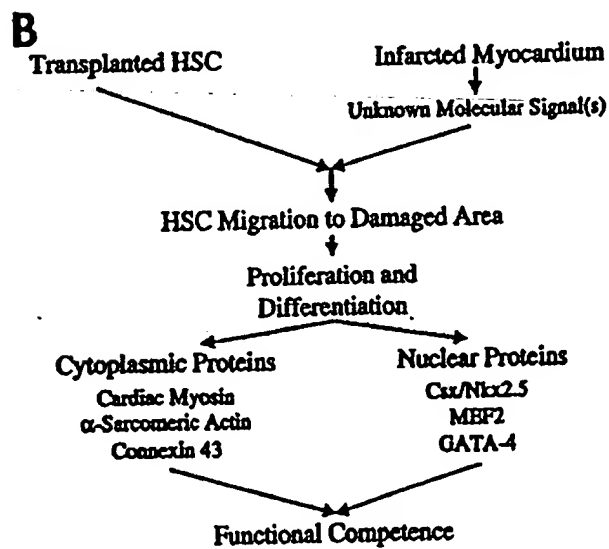 B
Transplanted HSC
Infarcted Myocardium
Unknown Molecular Signal(s)
HSC Migration to Damaged Area
Proliferation and
Differentiation
Cytoplasmic Proteins
Cardiac Myosin
α-Sarcomeric Actin
Connexin 43
Nuclear Proteins
Csx/Nkx2.5
MEF2
GATA-4
Functional Competence